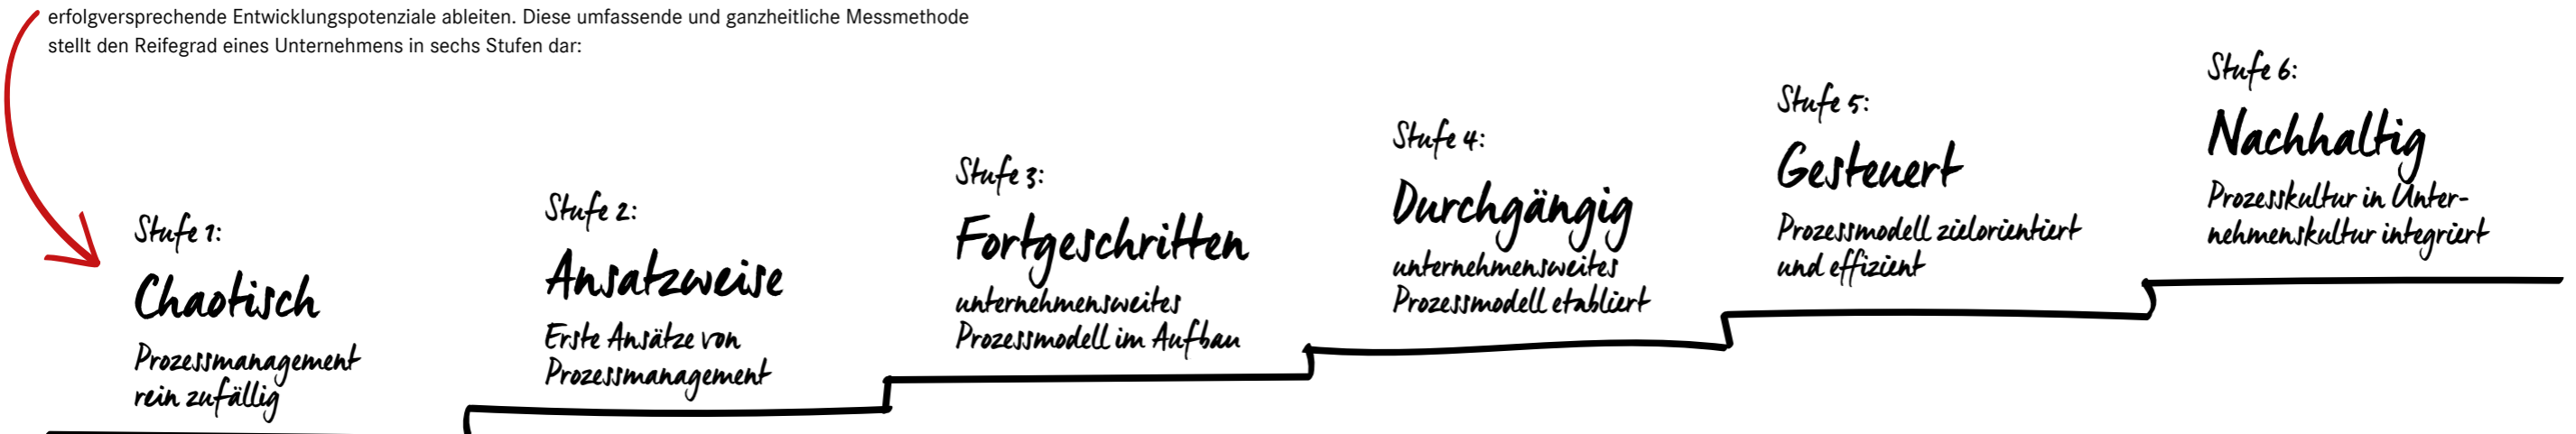 erfolgversprechende Entwicklungspotenziale ableiten. Diese umfassende und ganzheitliche Messmethode
stellt den Reifegrad eines Unternehmens in sechs Stufen dar:
Stufe 1:
Chaotisch
Prozessmanagement
rein zufällig
Stufe 2:
Ansatzweise
Erste Ansätze von
Prozessmanagement
Stufe 3:
Fortgeschritten
unternehmensweites
Prozessmodell im Aufbau
Stufe 4:
Durchgängig
unternehmensweites
Prozessmodell etabliert
Stufe 5:
Gesteuert
Prozessmodell zielorientiert
und effizient
Stufe 6:
Nachhaltig
Prozesskultur in Unter-
nehmenskultur integriert